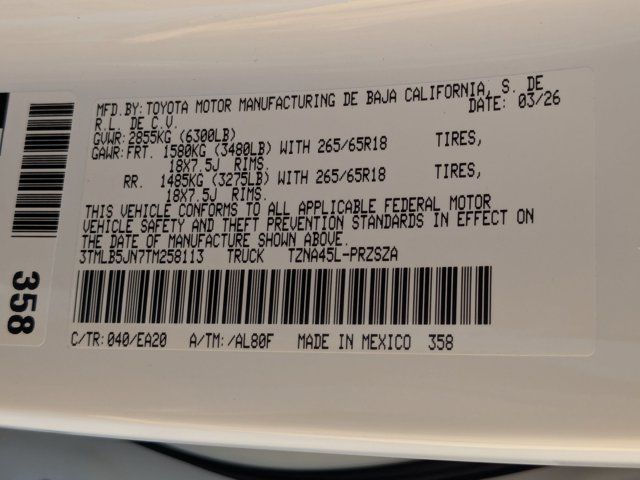 MFD.BY:TOYOTA MOTOR MANUFACTURING DE BAJA CALIFORNIA, S. DE
R.L. DE C.V. DATE: 03/26
GVWR:2855KG (6300LB)
GAWR:FRT. 1580KG (3480LB) WITH 265/65R18 TIRES,
18X7.5J RIMS.
RR. 1485KG (3275LB) WITH 265/65R18 TIRES,
18X7.5J RIMS.
THIS VEHICLE CONFORMS TO ALL APPLICABLE FEDERAL MOTOR
VEHICLE SAFETY AND THEFT PREVENTION STANDARDS IN EFFECT ON
THE DATE OF MANUFACTURE SHOWN ABOVE.
3TMLB5JN7TM258113 TRUCK TZNA45L-PRZSZA
C/TR:040/EA20 A/TM:/AL80F MADE IN MEXICO 358
358